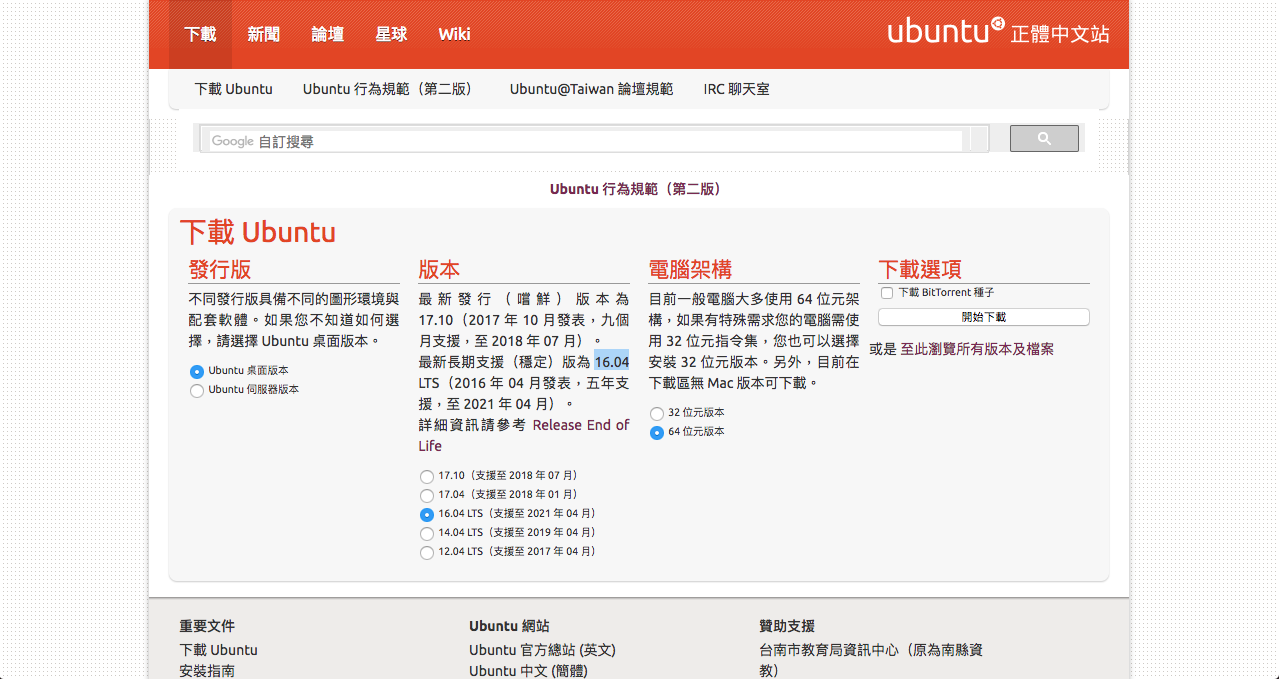 下載 新聞 論壇 星球 Wiki
ubuntu 正體中文站
下載 Ubuntu Ubuntu 行為規範（第二版） Ubuntu@Taiwan 論壇規範 IRC 聊天室
Google 自訂搜尋
Ubuntu 行為規範（第二版）
下載 Ubuntu
發行版
不同發行版具備不同的圖形環境與
配套軟體。如果您不知道如何選
擇，請選擇 Ubuntu 桌面版本。
Ubuntu 桌面版本
Ubuntu 伺服器版本
版本
最新發行（嚐鮮）版本為
17.10（2017 年 10 月發表，九個
月支援，至 2018 年 07 月）。
最新長期支援（穩定）版為 16.04
LTS（2016 年 04 月發表，五年支
援，至 2021 年 04 月）。
詳細資訊請參考 Release End of
Life
17.10（支援至 2018 年 07 月）
17.04（支援至 2018 年 01 月）
16.04 LTS（支援至 2021 年 04 月）
14.04 LTS（支援至 2019 年 04 月）
12.04 LTS（支援至 2017 年 04 月）
電腦架構
目前一般電腦大多使用 64 位元架
構，如果有特殊需求您的電腦需使
用 32 位元指令集，您也可以選擇
安裝 32 位元版本。另外，目前在
下載區無 Mac 版本可下載。
32 位元版本
64 位元版本
下載選項
下載 BitTorrent 種子
開始下載
或是 至此瀏覽所有版本及檔案
重要文件
下載 Ubuntu
安裝指南
Ubuntu 網站
Ubuntu 官方總站 (英文)
Ubuntu 中文 (簡體)
贊助支援
台南市教育局資訊中心（原為南縣資
教）